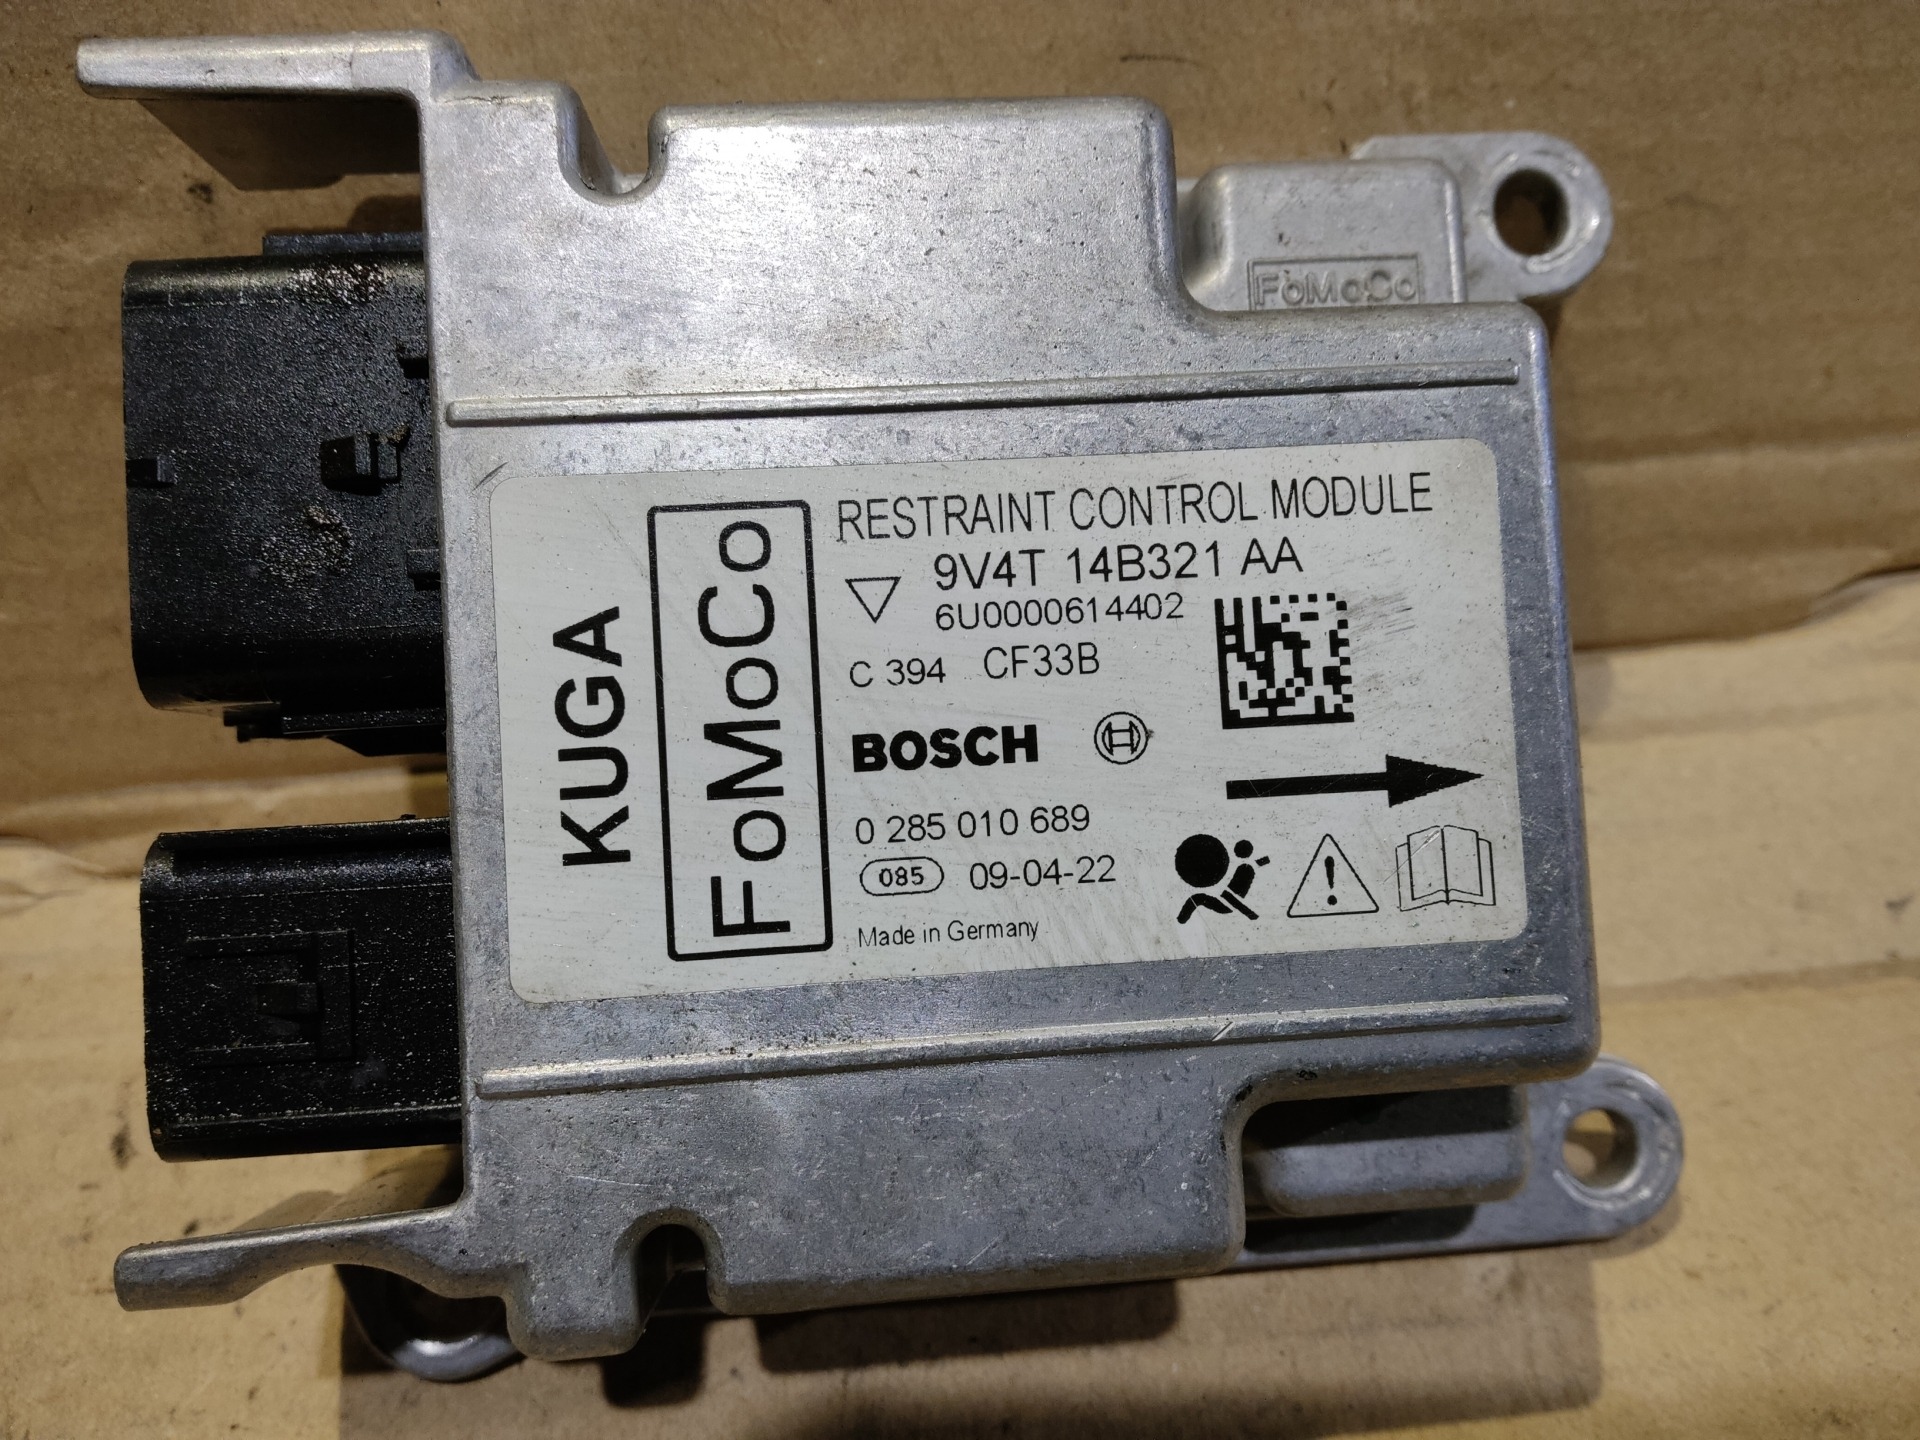 FoMoCo
KUGA
FoMoCo
RESTRAINT CONTROL MODULE
9V4T 14B321 AA
6U0000614402
C 394 CF33B
BOSCH
0 285 010 689
085 09-04-22
Made in Germany